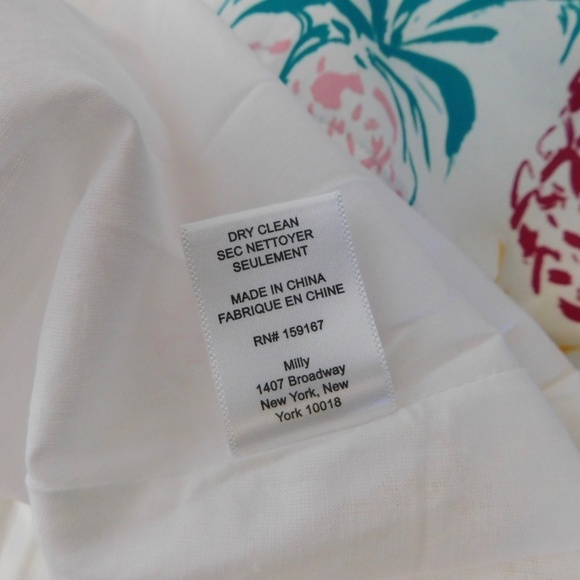 DRY CLEAN
SEC NETTOYER
SEULEMENT
MADE IN CHINA
FABRIQUE EN CHINE
RN# 159167
Milly
1407 Broadway
New York, New
York 10018